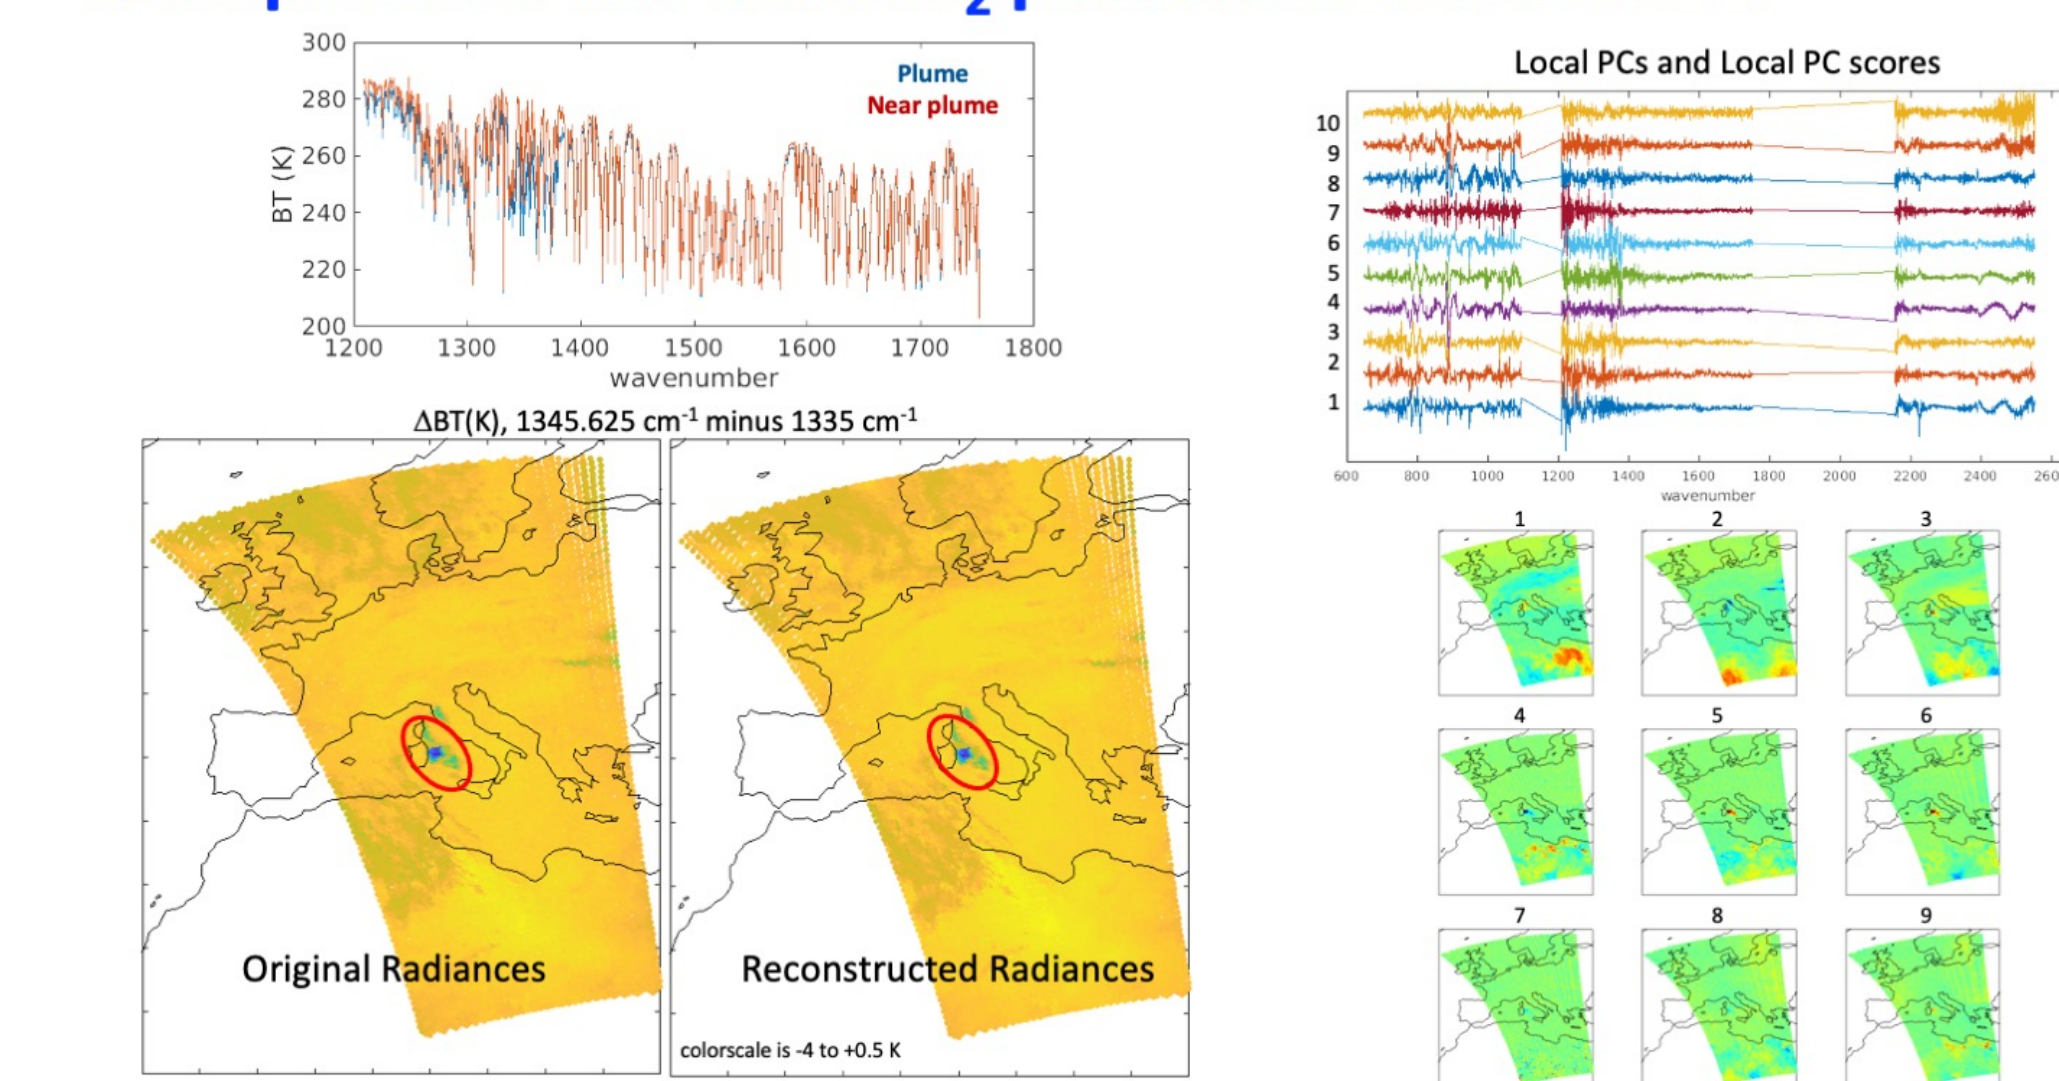 2
300
280
260
240
220
200
BT (K)
Plume
Near plume
1200 1300 1400 1500 1600 1700 1800
wavenumber
ΔBT(K), 1345.625 cm-1 minus 1335 cm-1
Original Radiances
Reconstructed Radiances
colorscale is -4 to +0.5 K
Local PCs and Local PC scores
10
9
8
7
6
5
4
3
2
1
600 800 1000 1200 1400 1600 1800 2000 2200 2400
wavenumber
1 2 3
4 5 6
7 8 9